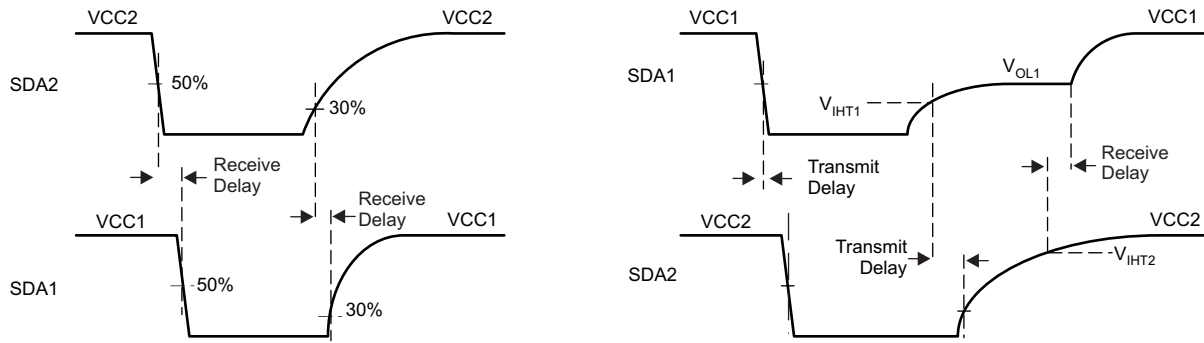 VCC2
VCC2
SDA2
50%
30%
Receive
Delay
Receive
Delay
VCC1
VCC1
SDA1
50%
30%
VCC1
VCC1
SDA1
VOL1
VIHT1
Transmit
Delay
Receive
Delay
VCC2
VCC2
Transmit
Delay
VIHT2
SDA2